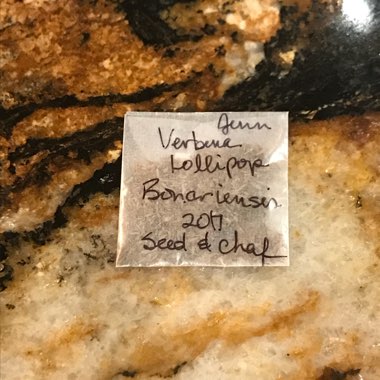 Jenn
Verbena
Lollipop
Bonariensis
2017
Seed & Chaf